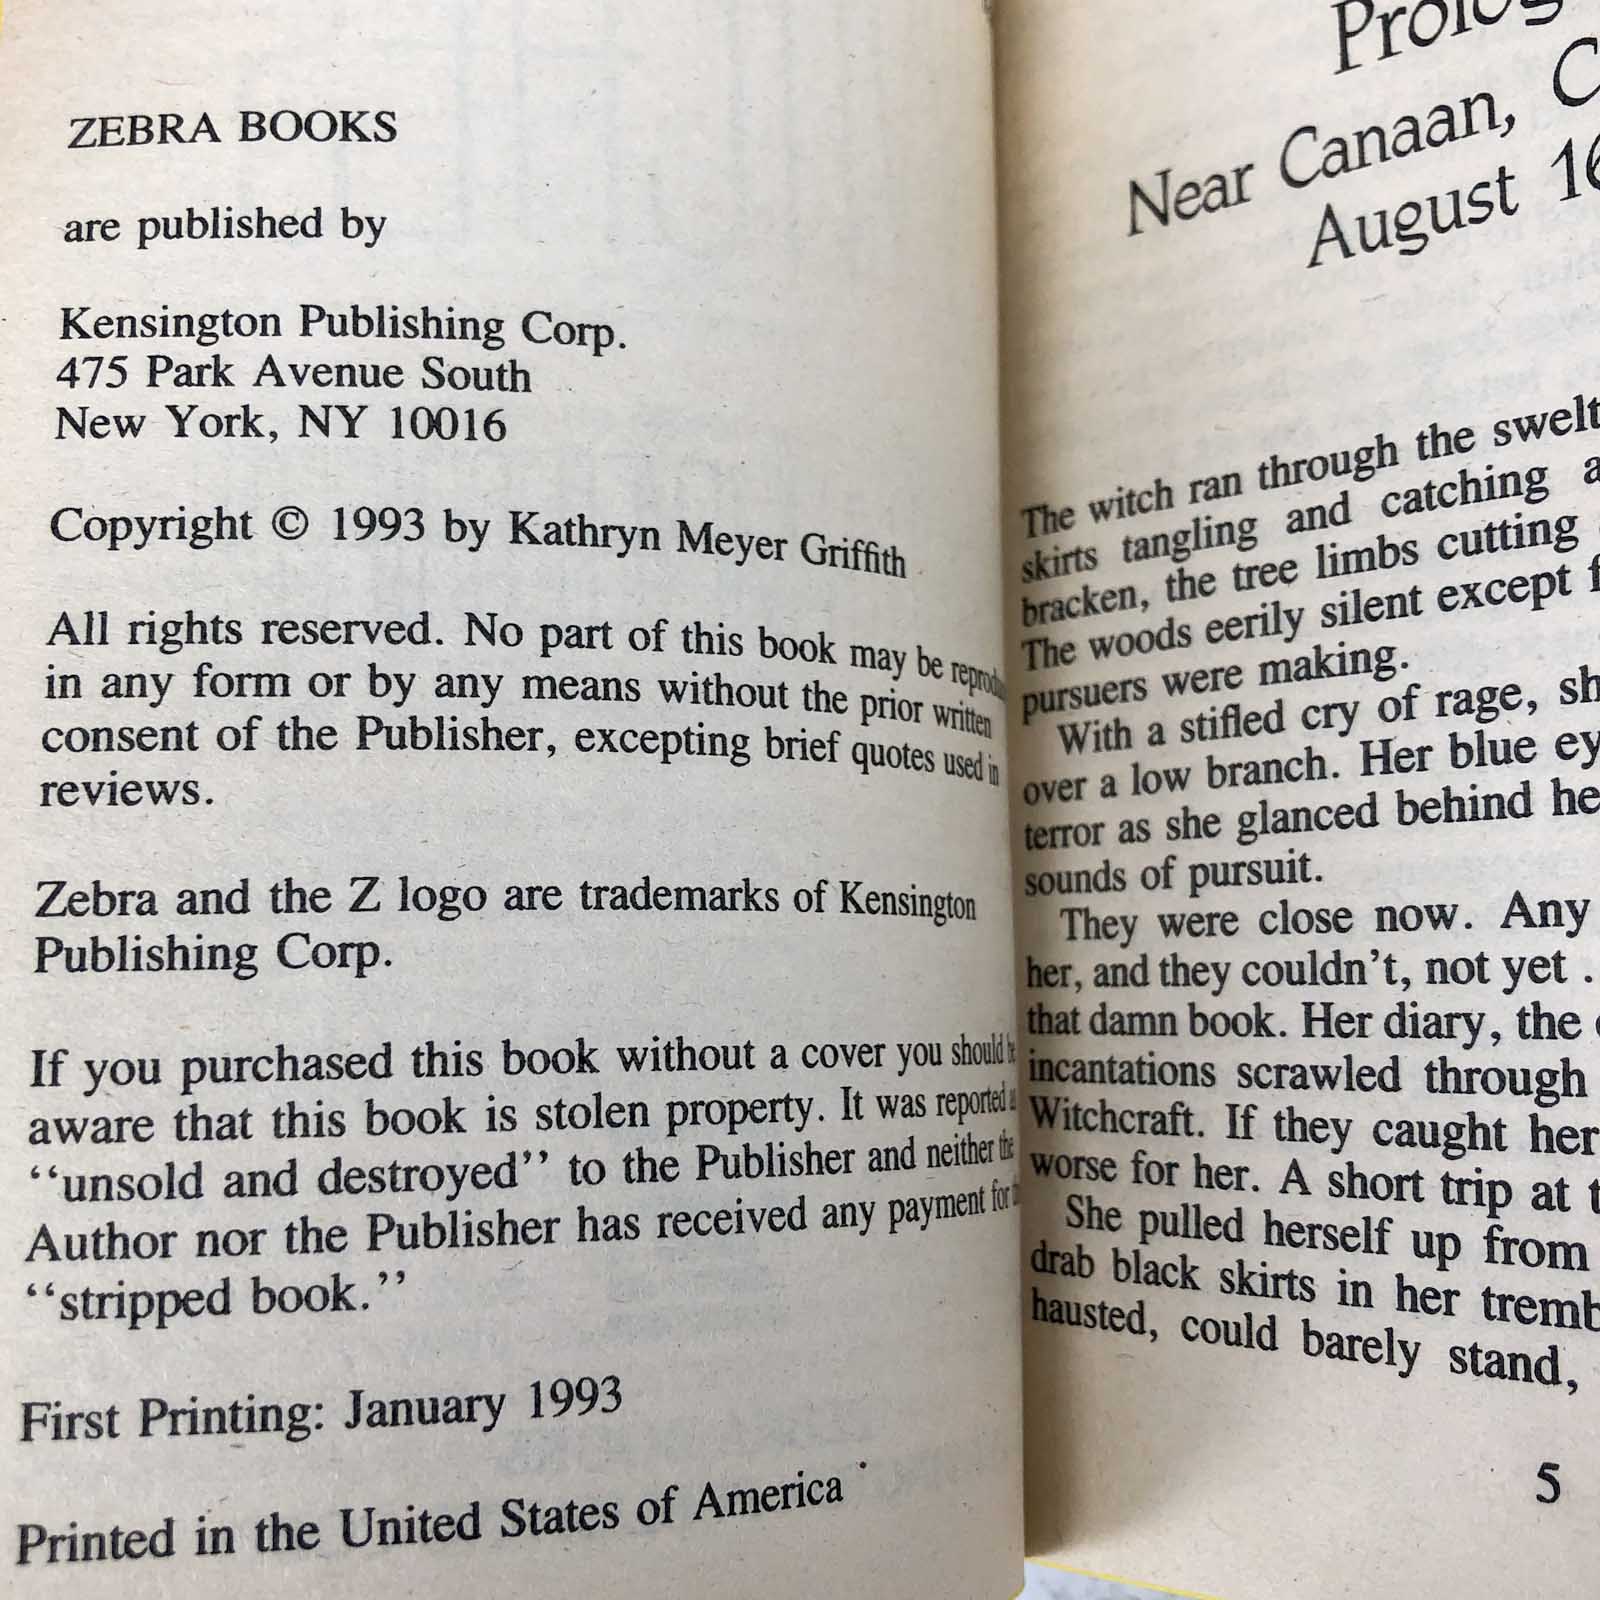 ZEBRA BOOKS
are published by
Kensington Publishing Corp.
475 Park Avenue South
New York, NY 10016
Copyright © 1993 by Kathryn Meyer Griffith
All rights reserved. No part of this book may be
in any form or by any means without the prior written
consent of the Publisher, excepting brief quotes used in
reviews.
Zebra and the Z logo are trademarks of Kensington
Publishing Corp.
If you purchased this book without a cover you should be
aware that this book is stolen property. It was reported
“unsold and destroyed” to the Publisher and neither the
Author nor the Publisher has received any payment for
“stripped book.”
First Printing: January 1993
Printed in the United States of America
Near Canaan,
August
The witch ran through the
skirts tangling and catching
bracken, the tree limbs cutting
The woods eerily silent except
pursuers were making.
With a stifled cry of rage,
over a low branch. Her blue
terror as she glanced behind
sounds of pursuit.
They were close now. Any
her, and they couldn't, not yet .
that damn book. Her diary, the
incantations scrawled through
Witchcraft. If they caught her
worse for her. A short trip at
She pulled herself up from
drab black skirts in her
hausted, could barely stand,
5